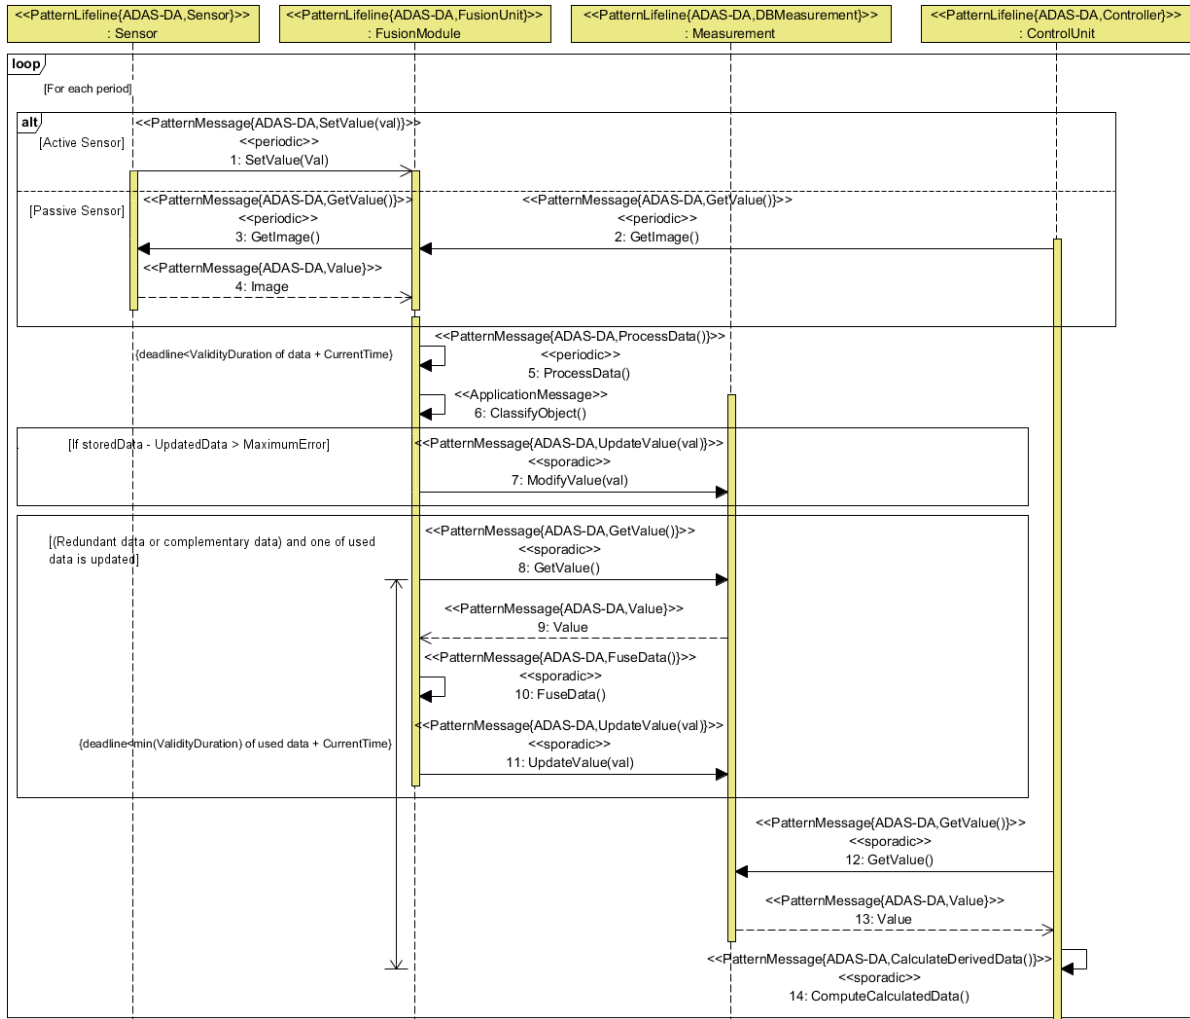 <<PatternLifeline{ADAS-DA,Sensor}>>
: Sensor
<<PatternLifeline{ADAS-DA,FusionUnit}>>
: FusionModule
<<PatternLifeline{ADAS-DA,DBMeasurement}>>
: Measurement
<<PatternLifeline{ADAS-DA,Controller}>>
: ControlUnit
loop
[For each period]
alt
[Active Sensor]
<<PatternMessage{ADAS-DA,SetValue(val)}>>
<<periodic>>
1: SetValue(Val)
[Passive Sensor]
<<PatternMessage{ADAS-DA,GetValue()}>>
<<periodic>>
3: GetImage()
<<PatternMessage{ADAS-DA,GetValue()}>>
<<periodic>>
2: GetImage()
<<PatternMessage{ADAS-DA,Value}>>
4: Image
{deadline<ValidityDuration of data + CurrentTime}
<<PatternMessage{ADAS-DA,ProcessData()}>>
<<periodic>>
5: ProcessData()
<<ApplicationMessage>>
6: ClassifyObject()
[If storedData - UpdatedData > MaximumError]
<<PatternMessage{ADAS-DA,UpdateValue(val)}>>
<<sporadic>>
7: ModifyValue(val)
[(Redundant data or complementary data) and one of used
data is updated]
<<PatternMessage{ADAS-DA,GetValue()}>>
<<sporadic>>
8: GetValue()
<<PatternMessage{ADAS-DA,Value}>>
9: Value
<<PatternMessage{ADAS-DA,FuseData()}>>
<<sporadic>>
10: FuseData()
{deadline<min(ValidityDuration) of used data + CurrentTime}
<<PatternMessage{ADAS-DA,UpdateValue(val)}>>
<<sporadic>>
11: UpdateValue(val)
<<PatternMessage{ADAS-DA,GetValue()}>>
<<sporadic>>
12: GetValue()
<<PatternMessage{ADAS-DA,Value}>>
13: Value
<<PatternMessage{ADAS-DA,CalculateDerivedData()}>>
<<sporadic>>
14: ComputeCalculatedData()